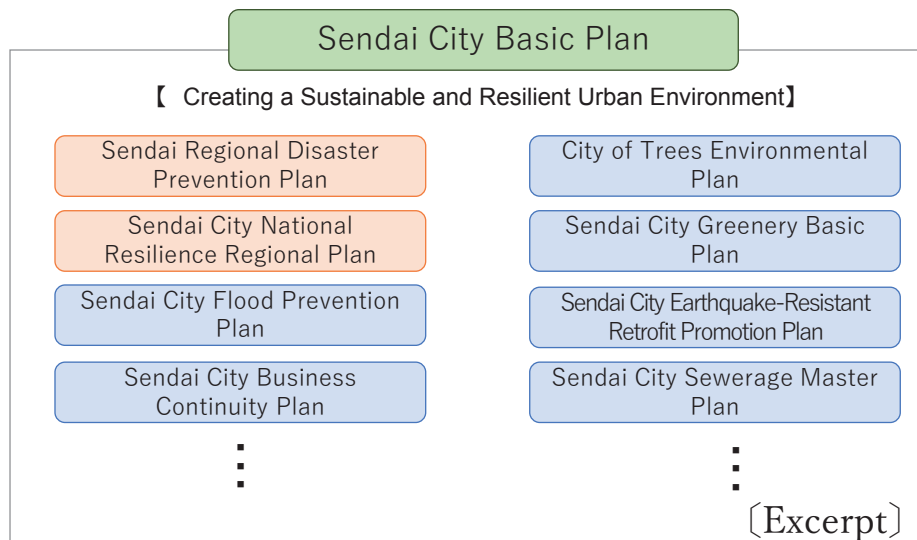 Sendai City Basic Plan
【 Creating a Sustainable and Resilient Urban Environment】
Sendai Regional Disaster
Prevention Plan
Sendai City National
Resilience Regional Plan
Sendai City Flood Prevention
Plan
Sendai City Business
Continuity Plan
⋮
City of Trees Environmental
Plan
Sendai City Greenery Basic
Plan
Sendai City Earthquake-Resistant
Retrofit Promotion Plan
Sendai City Sewerage Master
Plan
⋮
〔Excerpt〕